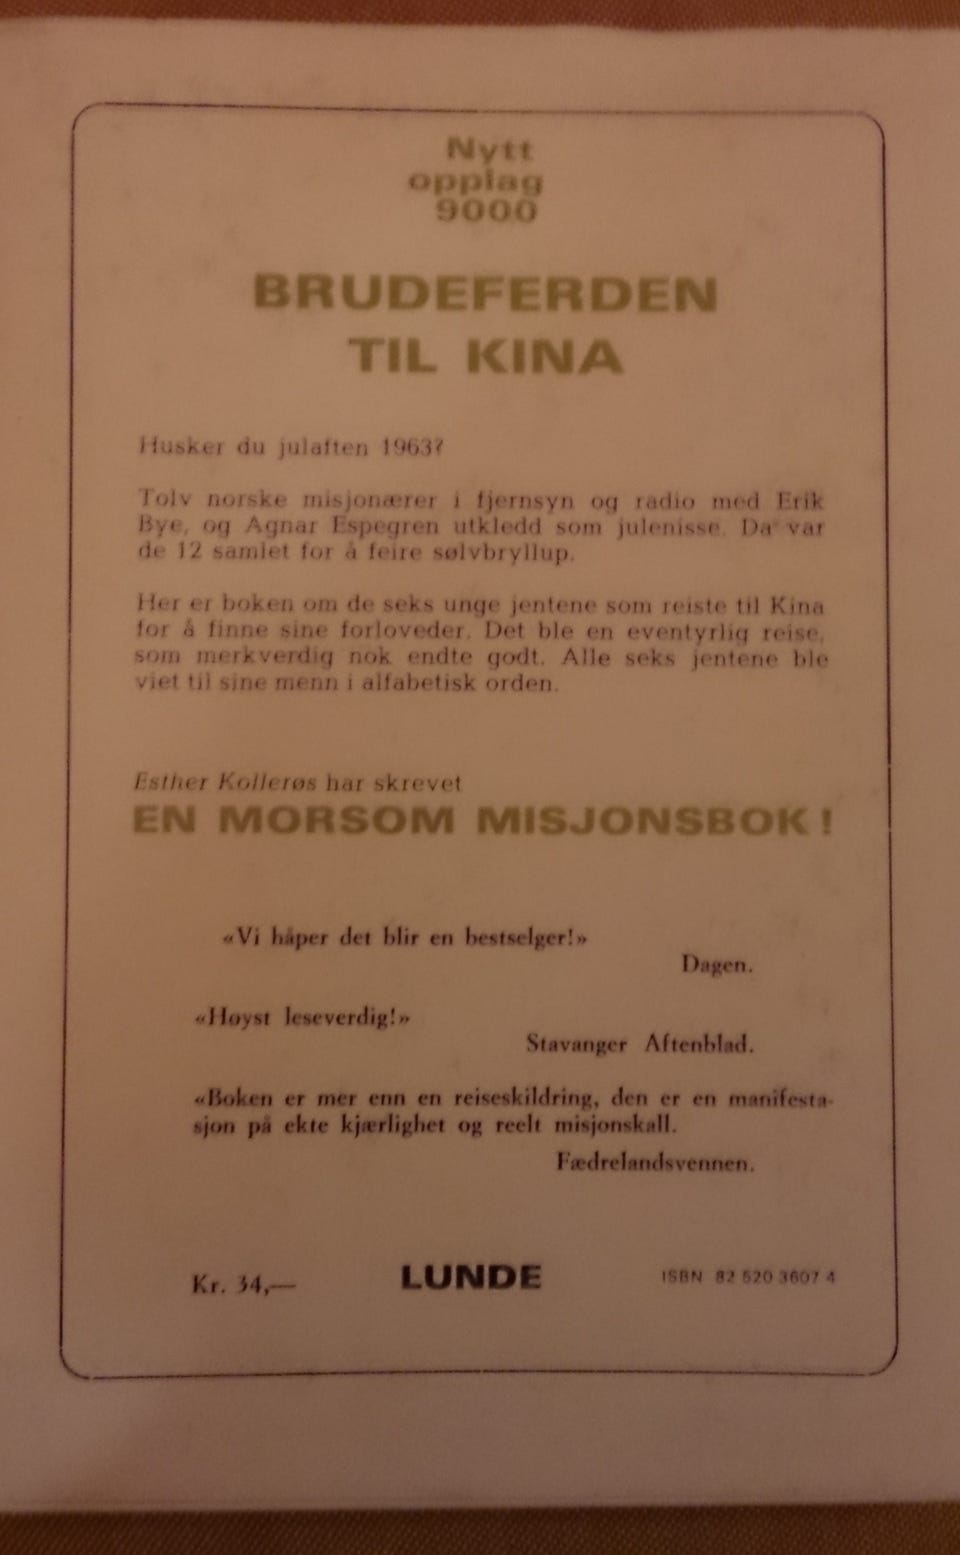 Nytt
opplag
9000
BRUDEFERDEN
TIL KINA
Husker du julaften 1963?
Tolv norske misjonærer i fjernsyn og radio med Erik
Bye, og Agnar Espegren utkledd som julenisse. Da var
de 12 samlet for å feire sølvbryllup.
Her er boken om de seks unge jentene som reiste til Kina
for å finne sine forloveder. Det ble en eventyrlig reise,
som merkverdig nok endte godt. Alle seks jentene ble
viet til sine menn i alfabetisk orden.
Esther Kollerøs har skrevet
EN MORSOM MISJONSBOK!
«Vi håper det blir en bestselger!»
Dagen.
«Høyst leseverdig!»
Stavanger Aftenblad.
«Boken er mer enn en reiseskildring, den er en manifesta-
sjon på ekte kjærlighet og reelt misjonskall.
Fædrelandsvennen.
Kr. 34,— LUNDE ISBN 82 520 3607 4